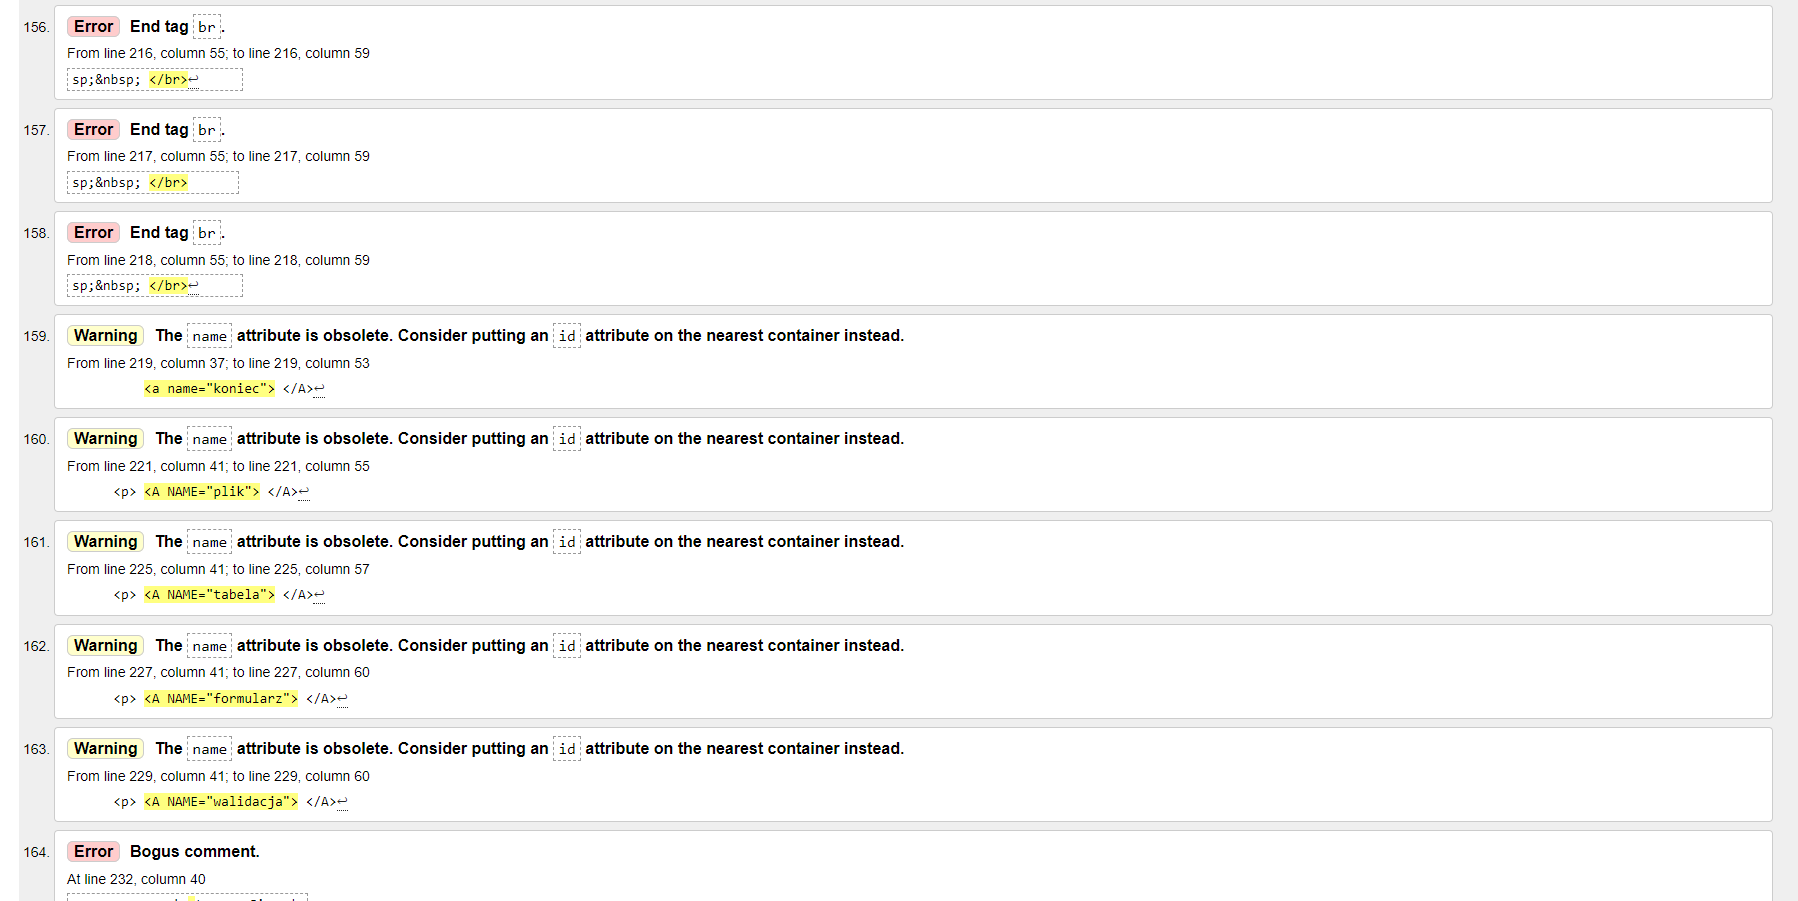 156. Error End tag br.
From line 216, column 55; to line 216, column 59
sp;&nbsp; </br>↩
157. Error End tag br.
From line 217, column 55; to line 217, column 59
sp;&nbsp; </br>
158. Error End tag br.
From line 218, column 55; to line 218, column 59
sp;&nbsp; </br>↩
159. Warning The name attribute is obsolete. Consider putting an id attribute on the nearest container instead.
From line 219, column 37; to line 219, column 53
<a name="koniec"> </A>↩
160. Warning The name attribute is obsolete. Consider putting an id attribute on the nearest container instead.
From line 221, column 41; to line 221, column 55
<p> <A NAME="plik"> </A>↩
161. Warning The name attribute is obsolete. Consider putting an id attribute on the nearest container instead.
From line 225, column 41; to line 225, column 57
<p> <A NAME="tabela"> </A>↩
162. Warning The name attribute is obsolete. Consider putting an id attribute on the nearest container instead.
From line 227, column 41; to line 227, column 60
<p> <A NAME="formularz"> </A>↩
163. Warning The name attribute is obsolete. Consider putting an id attribute on the nearest container instead.
From line 229, column 41; to line 229, column 60
<p> <A NAME="walidacja"> </A>↩
164. Error Bogus comment.
At line 232, column 40